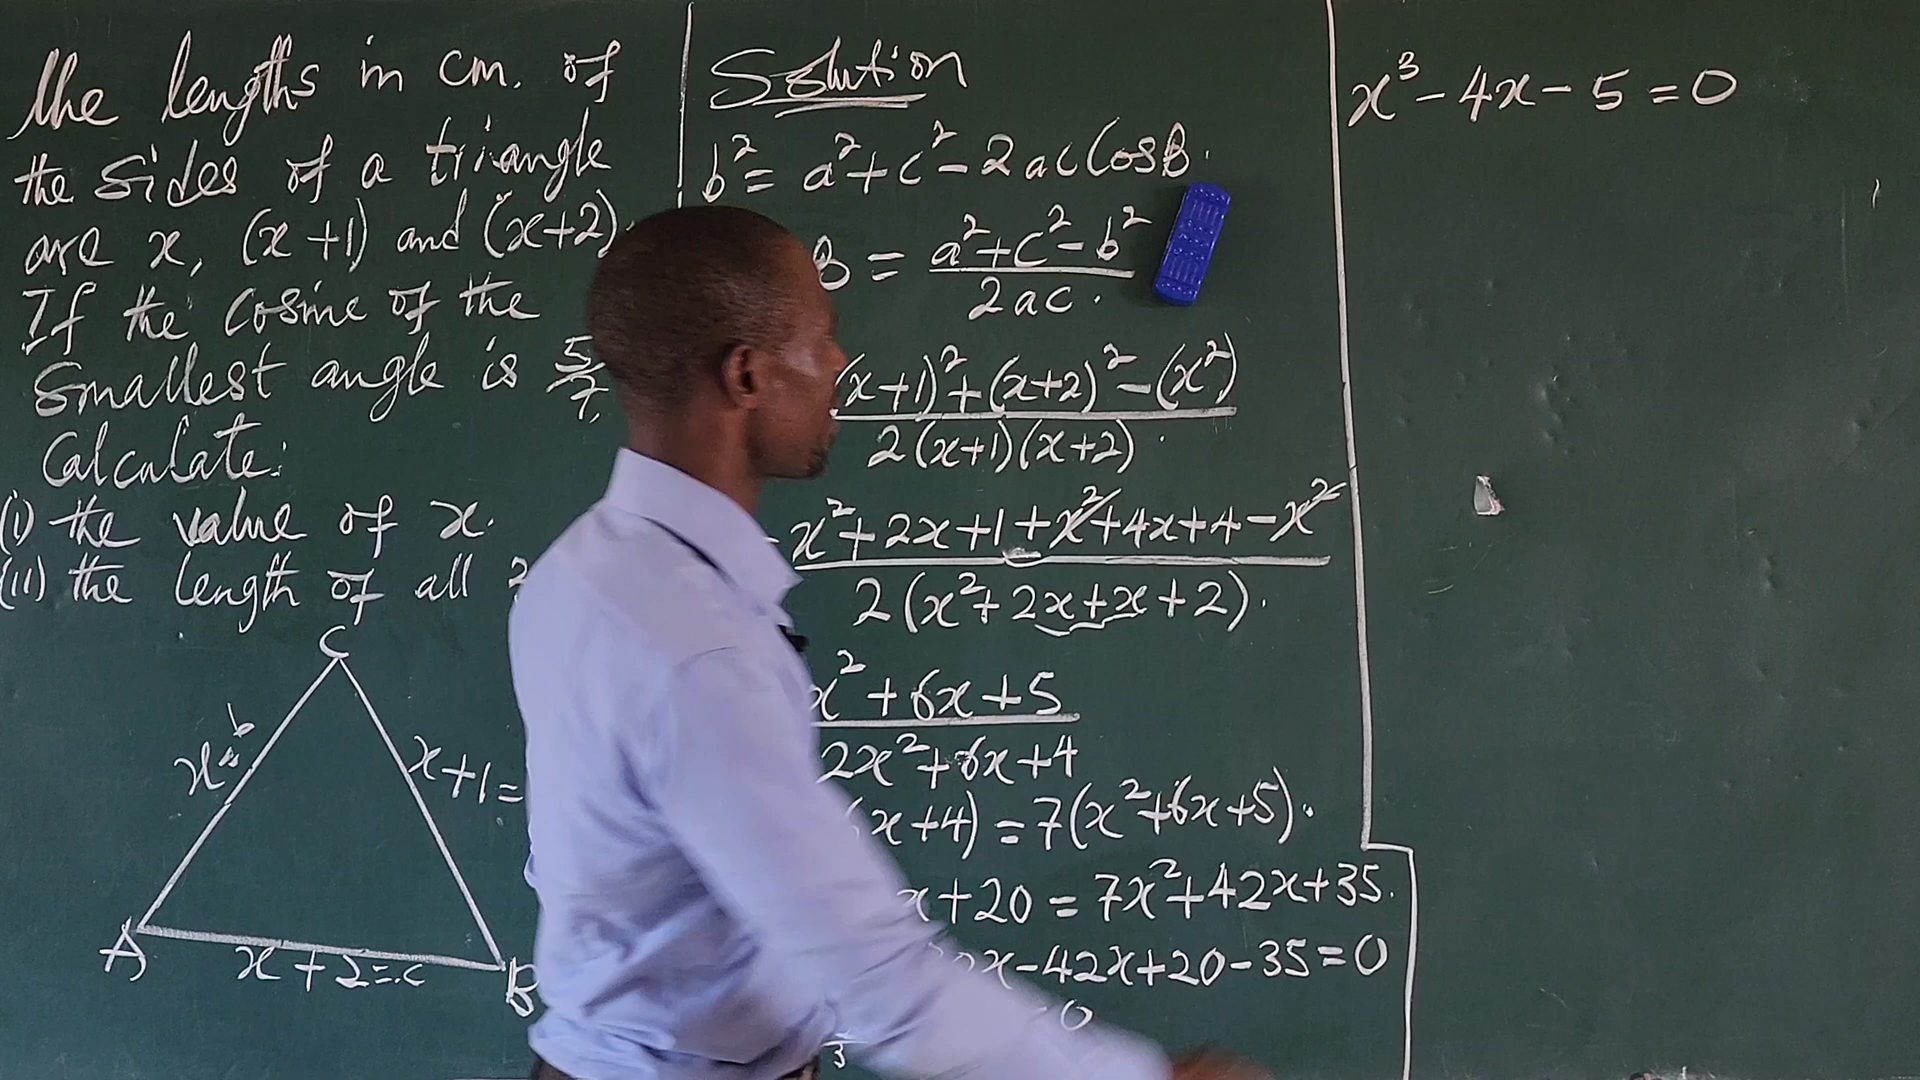 The lengths in cm. of
the sides of a triangle
are x, (x+1) and (x+2).
If the cosine of the
smallest angle is 5/7,
Calculate:
(i) the value of x.
(ii) the length of all
C
x=b
x+1=
A
x+2=c
B
Solution
b²= a²+c²-2acCosB.
B = a²+c²-b²
2ac.
(x+1)²+(x+2)²-(x²)
2(x+1)(x+2).
x²+2x+1+x²+4x+4-x²
2(x²+2x+x+2).
x²+6x+5
2x²+6x+4
x+4)=7(x²+6x+5).
x+20=7x²+42x+35.
x-42x+20-35=0
0
3
x³-4x-5=0